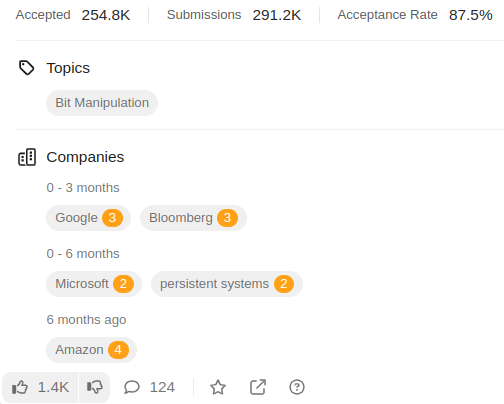 Accepted 254.8K Submissions 291.2K Acceptance Rate 87.5%
Topics
Bit Manipulation
Companies
0 - 3 months
Google 3 Bloomberg 3
0 - 6 months
Microsoft 2 persistent systems 2
6 months ago
Amazon 4
1.4K 124